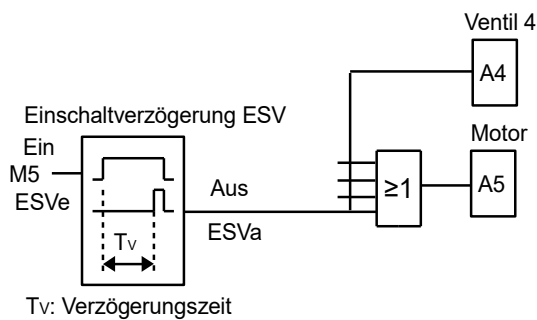 Ventil 4
A4
Einschaltverzögerung ESV
Motor
Ein
M5
ESVe
Aus
≥1
A5
ESVa
TV
TV: Verzögerungszeit